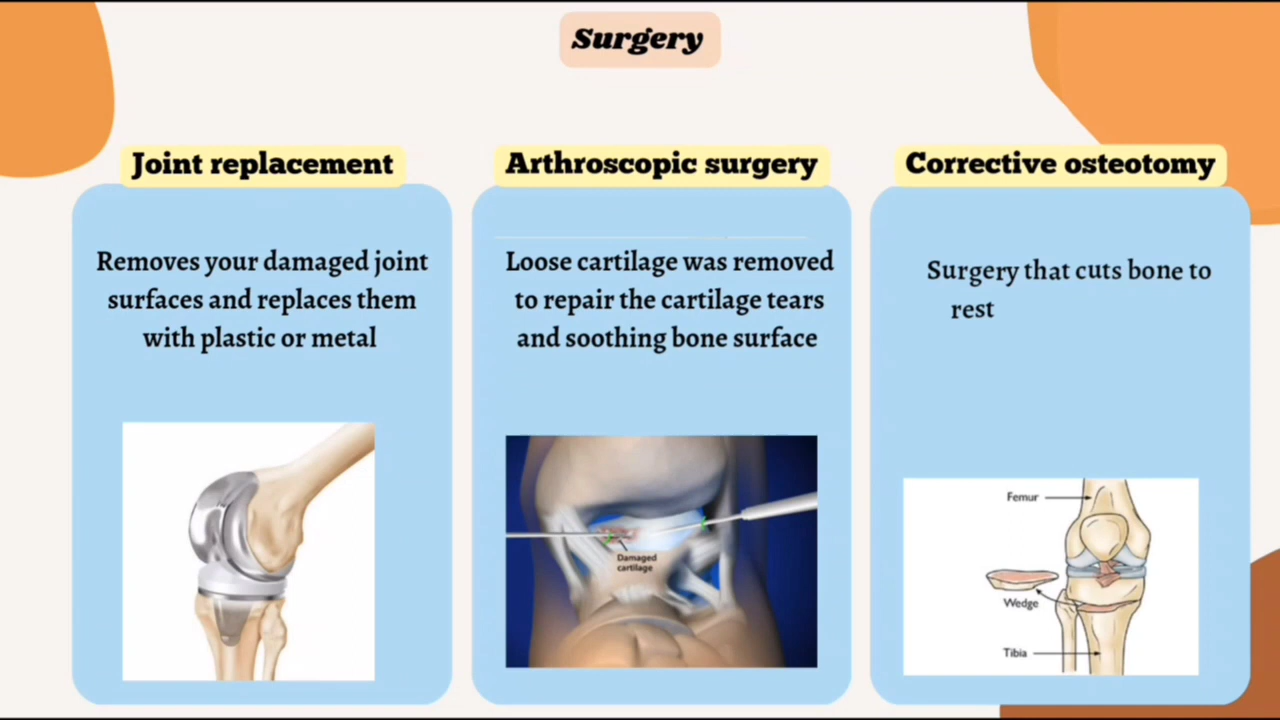 Surgery
Joint replacement
Removes your damaged joint
surfaces and replaces them
with plastic or metal
Arthroscopic surgery
Loose cartilage was removed
to repair the cartilage tears
and soothing bone surface
Damaged
cartilage
Corrective osteotomy
Surgery that cuts bone to
rest
Femur
Wedge
Tibia